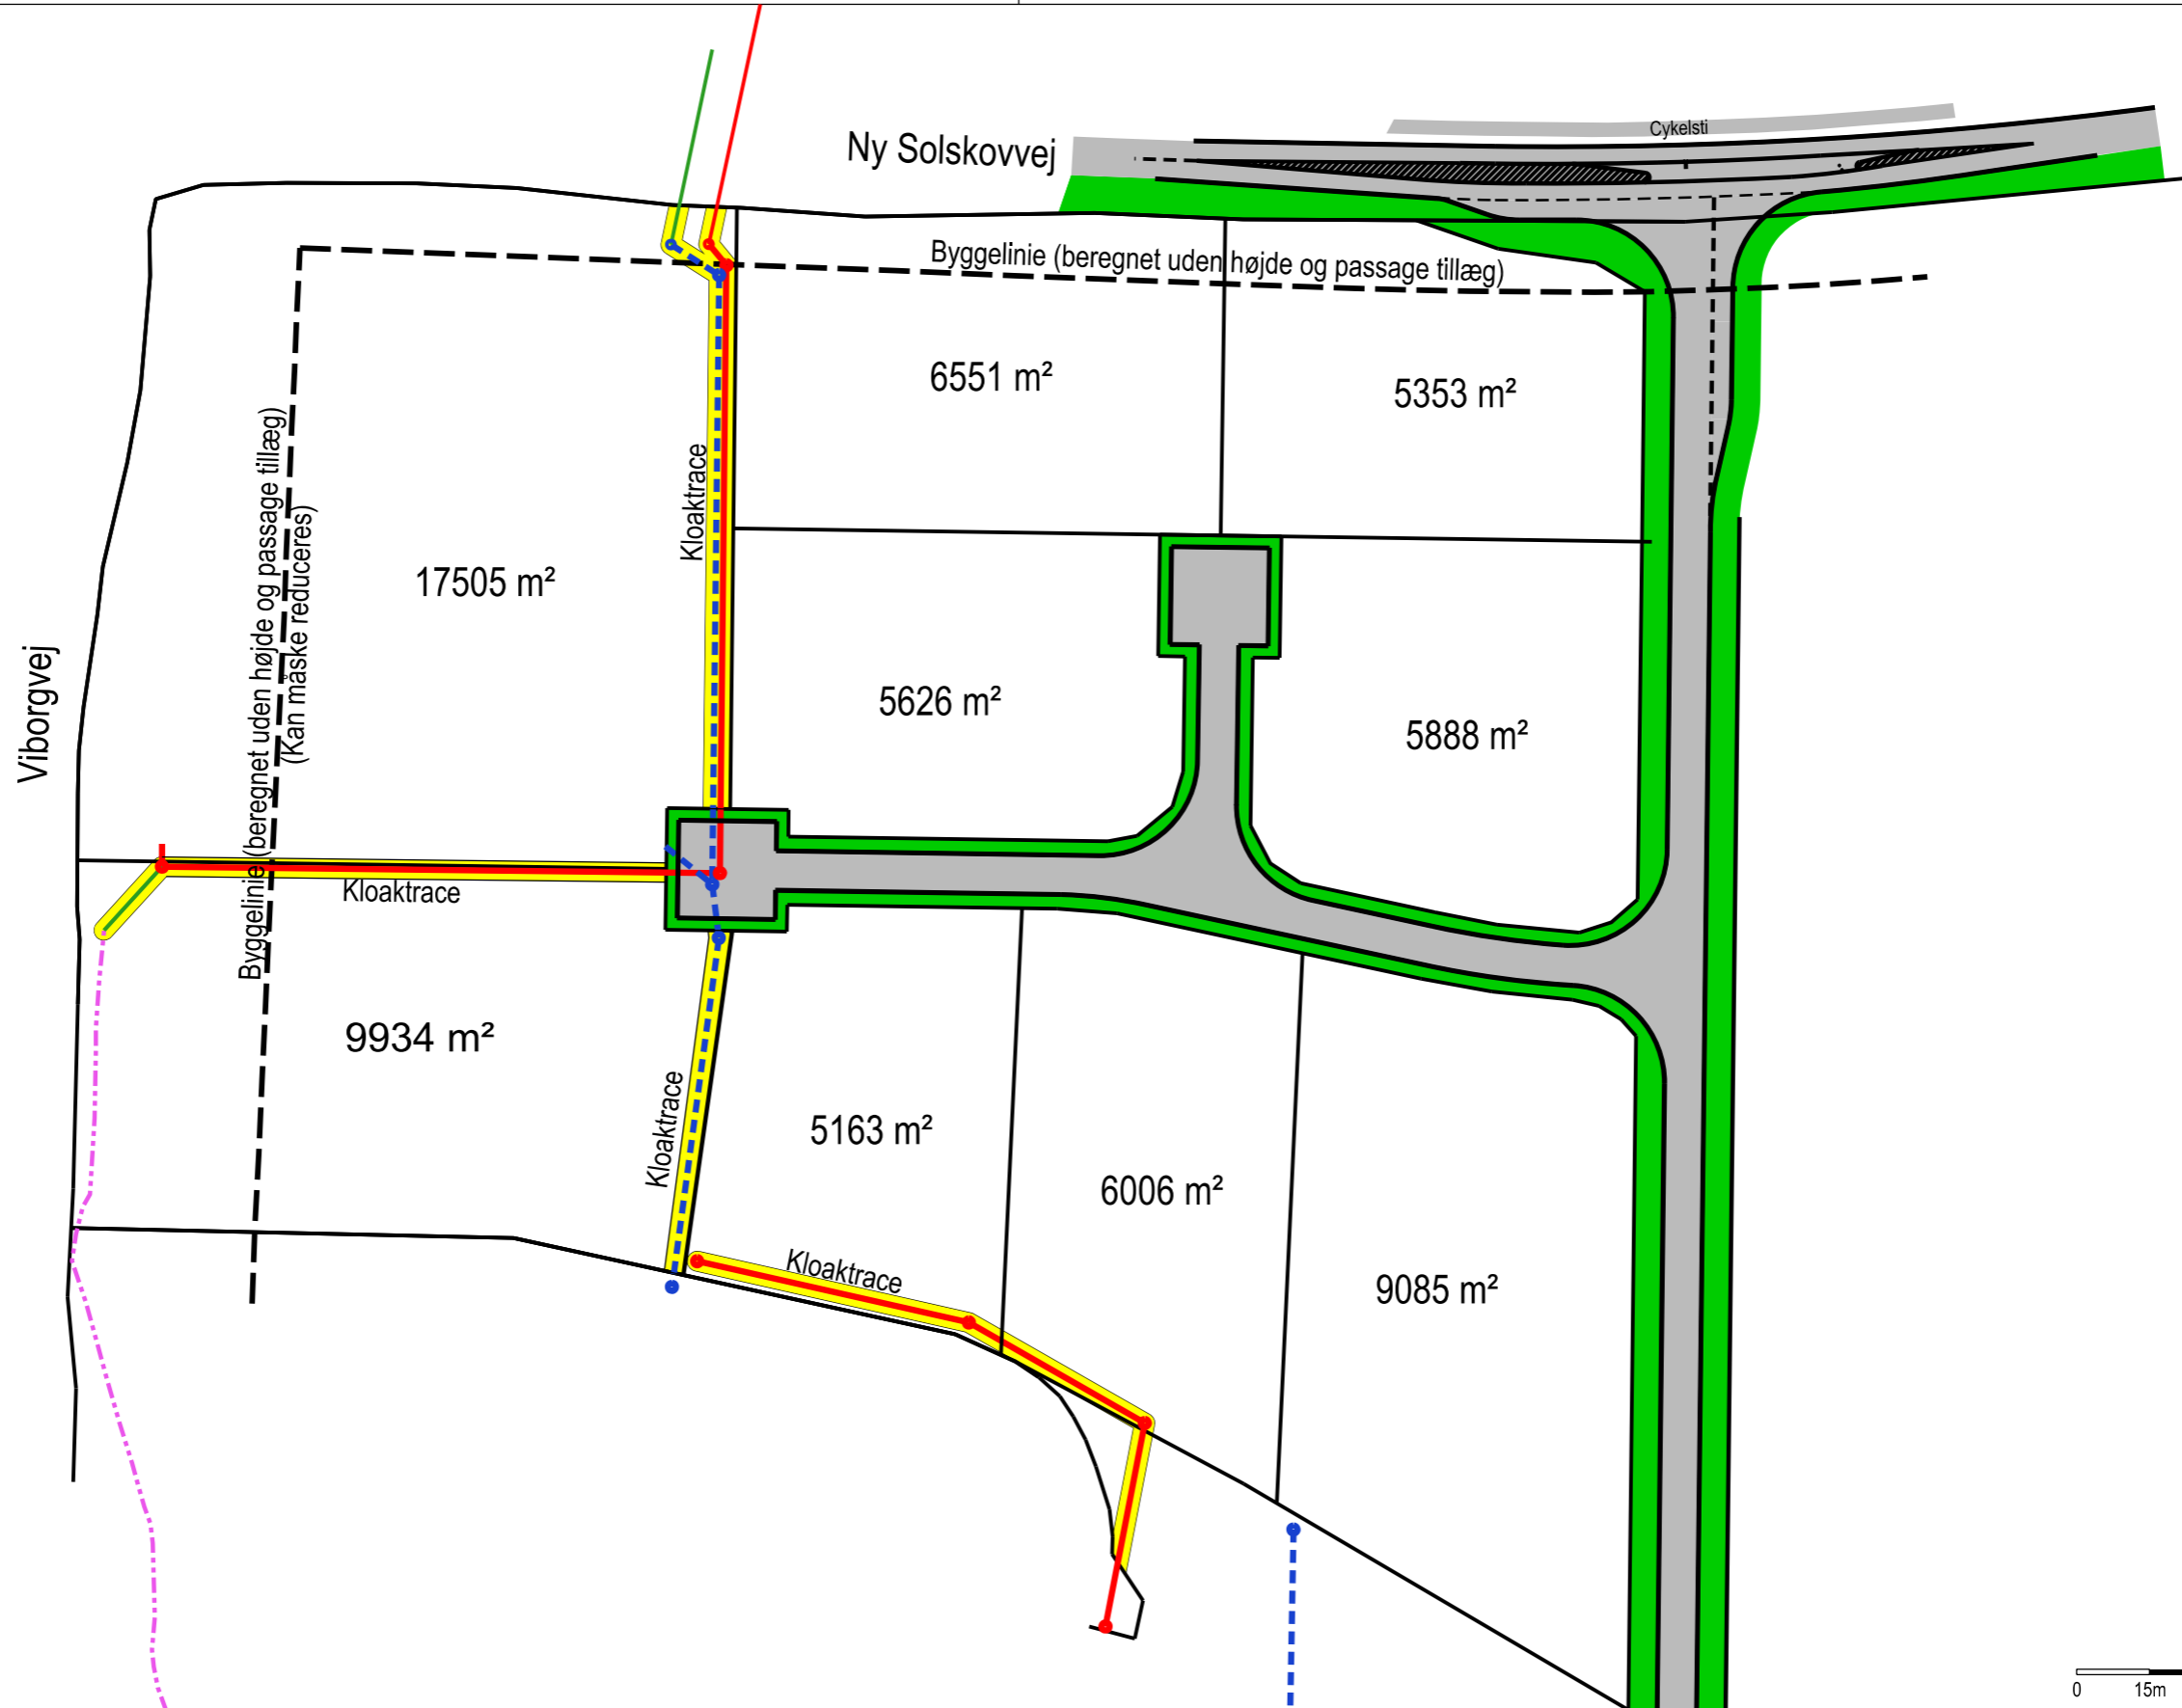 Cykelsti
Ny Solskovvej
Byggelinie (beregnet uden højde og passage tillæg)
6551 m²
5353 m²
Kloaktrace
17505 m²
Byggelinie (beregnet uden højde og passage tillæg)
(Kan måske reduceres)
Viborgvej
5626 m²
5888 m²
Kloaktrace
9934 m²
Kloaktrace
5163 m²
6006 m²
Kloaktrace
9085 m²
0 15m